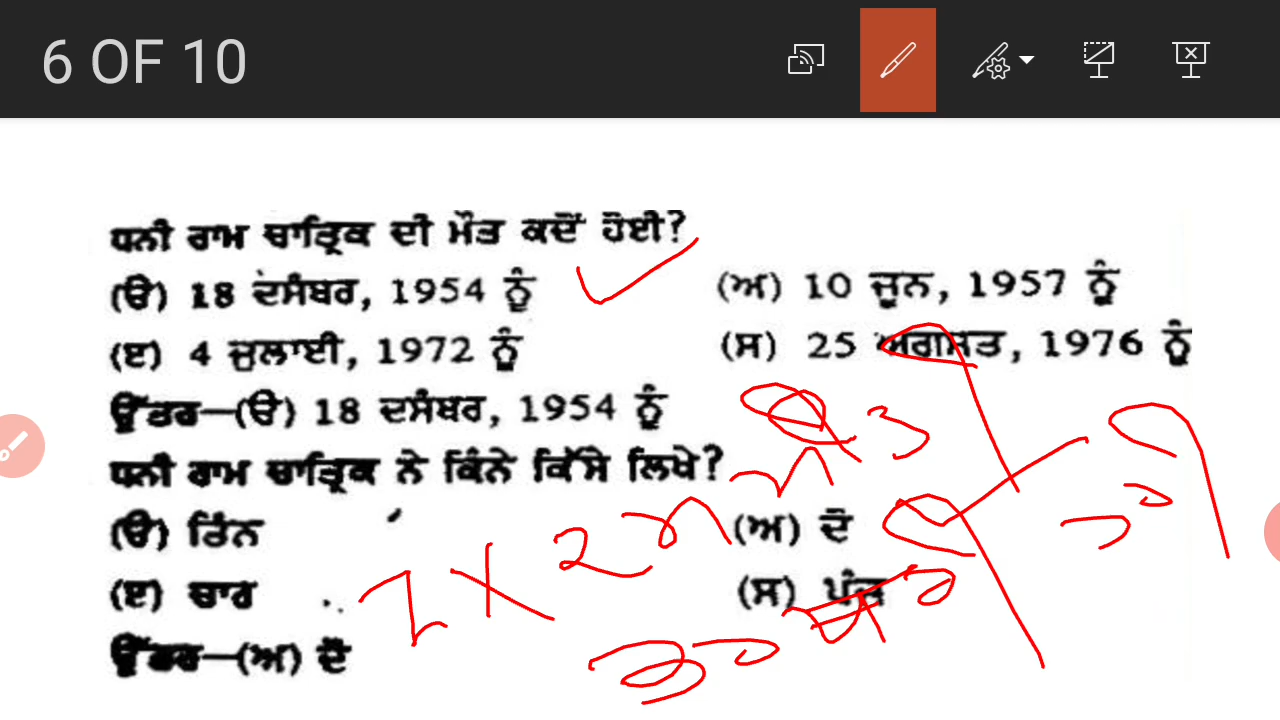 6 OF 10
ਧਨੀ ਰਾਮ ਚਾਤ੍ਰਿਕ ਦੀ ਮੌਤ ਕਦੋਂ ਹੋਈ?
(ੳ) 18 ਦਸੰਬਰ, 1954 ਨੂੰ (ਅ) 10 ਜੂਨ, 1957 ਨੂੰ
(ੲ) 4 ਜੁਲਾਈ, 1972 ਨੂੰ (ਸ) 25 ਅਗਸਤ, 1976 ਨੂੰ
ਉੱਤਰ—(ੳ) 18 ਦਸੰਬਰ, 1954 ਨੂੰ
ਧਨੀ ਰਾਮ ਚਾਤ੍ਰਿਕ ਨੇ ਕਿੰਨੇ ਕਿੱਸੇ ਲਿਖੇ?
(ੳ) ਤਿੰਨ (ਅ) ਦੋ
(ੲ) ਚਾਰ (ਸ) ਪੰਜ
ਉੱਤਰ—(ਅ) ਦੋ